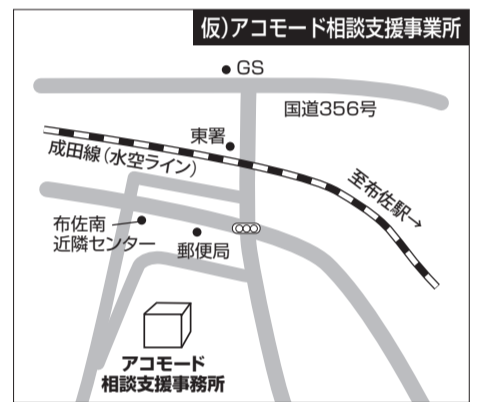 仮)アコモード相談支援事業所
GS
国道356号
東署
成田線(水空ライン)
至布佐駅→
布佐南
近隣センター
郵便局
アコモード
相談支援事務所